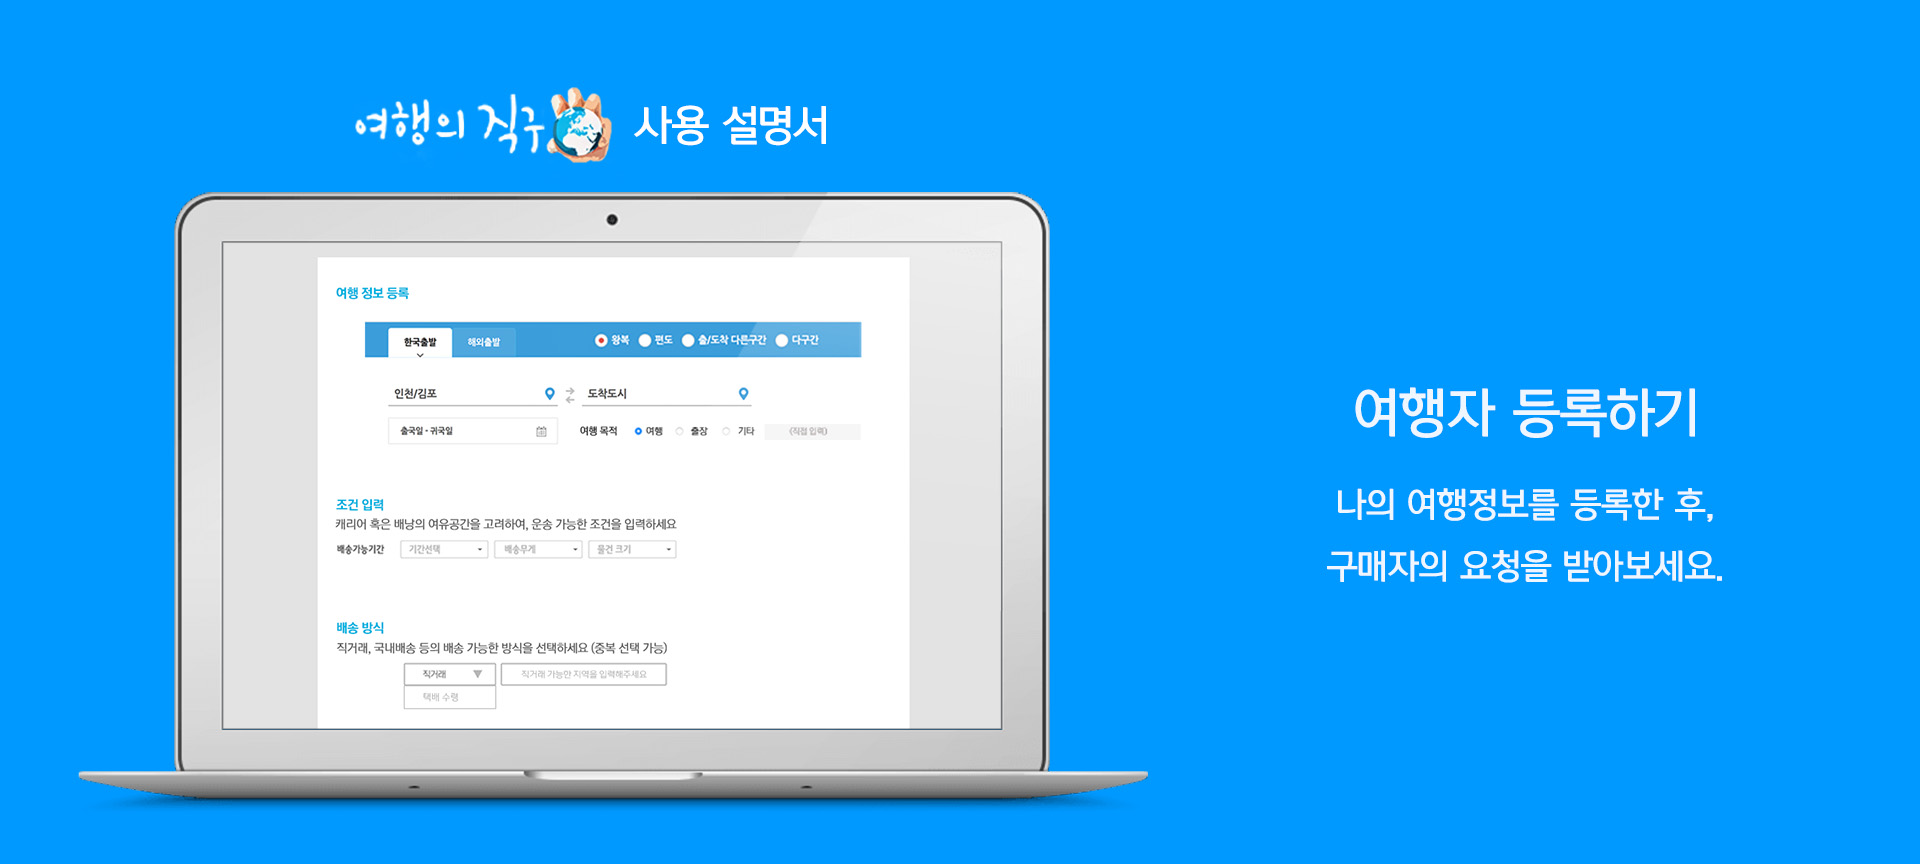 여행의 직구 사용 설명서
여행 정보 등록
한국출발 해외출발 왕복 편도 출/도착 다른구간 다구간
인천/김포 도착도시
출국일 - 귀국일 여행 목적 여행 출장 기타 (직접 입력)
조건 입력
캐리어 혹은 배낭의 여유공간을 고려하여, 운송 가능한 조건을 입력하세요
배송가능기간 기간선택 배송무게 물건 크기
배송 방식
직거래, 국내배송 등의 배송 가능한 방식을 선택하세요 (중복 선택 가능)
직거래 직거래 가능한 지역을 입력해주세요
택배 수령
여행자 등록하기
나의 여행정보를 등록한 후,
구매자의 요청을 받아보세요.